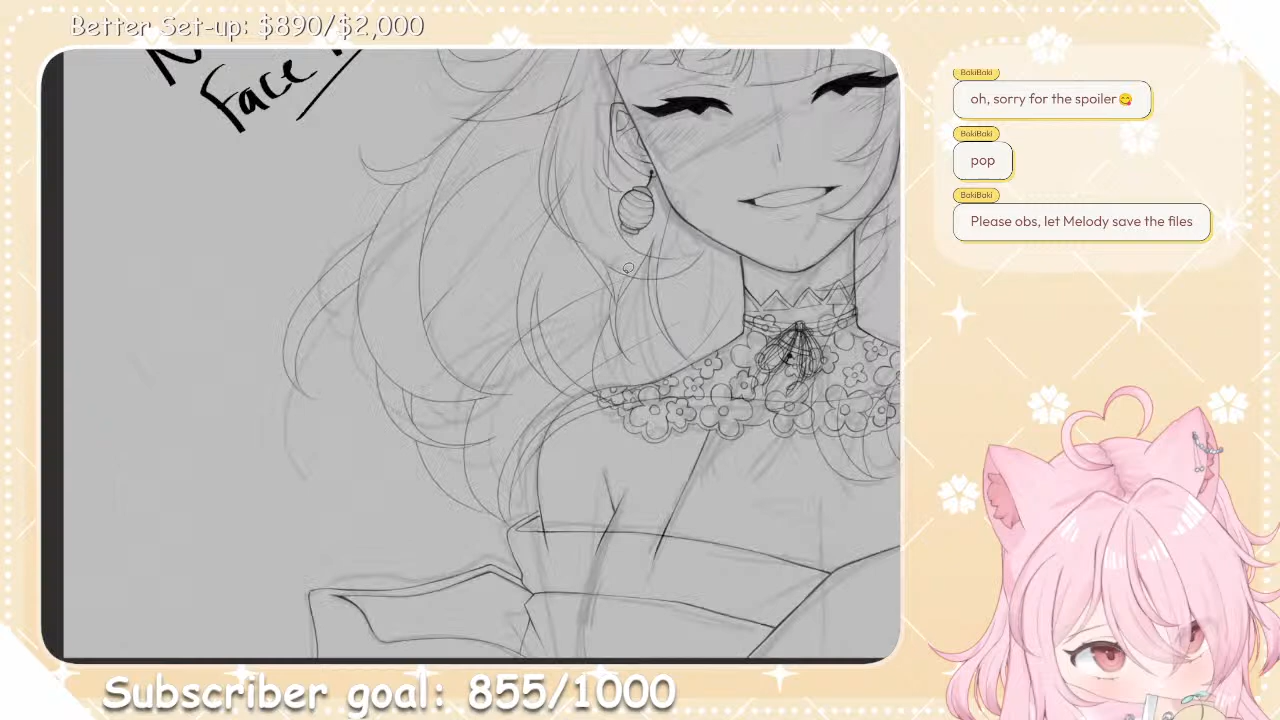 Better Set-up: $890/$2,000
Face
BakiBaki
oh, sorry for the spoiler😋
BakiBaki
pop
BakiBaki
Please obs, let Melody save the files
Subscriber goal: 855/1000